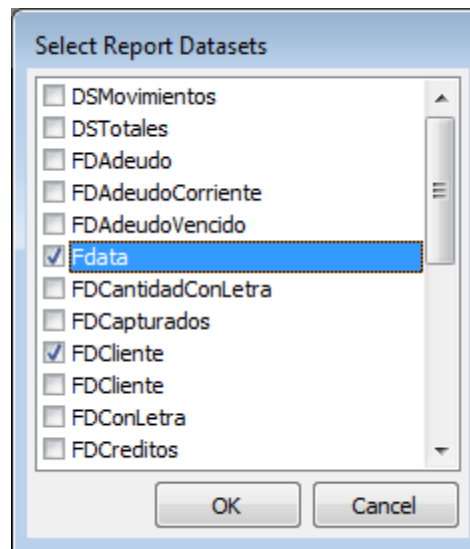 Select Report Datasets
DSMovimientos
DSTotales
FDAdeudo
FDAdeudoCorriente
FDAdeudoVencido
Fdata
FDCantidadConLetra
FDCapturados
FDCliente
FDCliente
FDConLetra
FDCreditos
OK Cancel